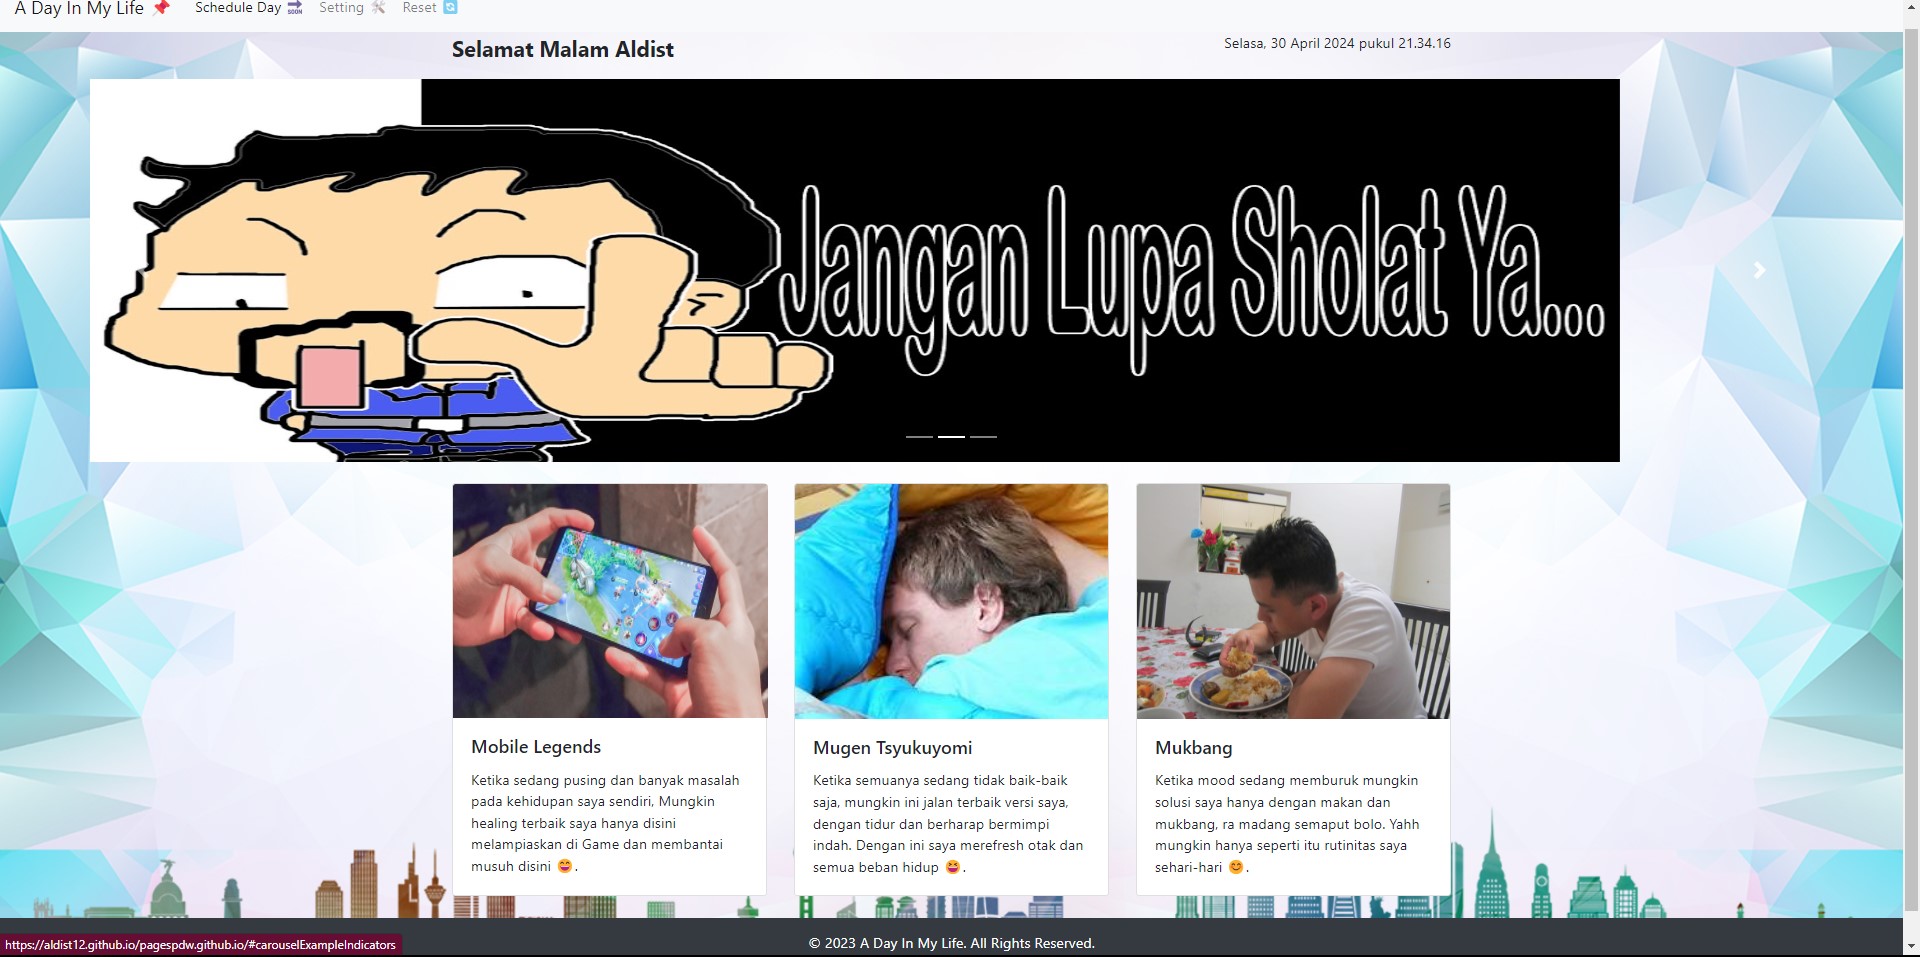 A Day In My Life 📌 Schedule Day 🔜 Setting 🛠️ Reset 🔄
Selamat Malam Aldist
Selasa, 30 April 2024 pukul 21.34.16
Jangan Lupa Sholat Ya...
Mobile Legends
Ketika sedang pusing dan banyak masalah
pada kehidupan saya sendiri, Mungkin
healing terbaik saya hanya disini
melampiaskan di Game dan membantai
musuh disini 😄.
Mugen Tsyukuyomi
Ketika semuanya sedang tidak baik-baik
saja, mungkin ini jalan terbaik versi saya,
dengan tidur dan berharap bermimpi
indah. Dengan ini saya merefresh otak dan
semua beban hidup 😆.
Mukbang
Ketika mood sedang memburuk mungkin
solusi saya hanya dengan makan dan
mukbang, ra madang semaput bolo. Yahh
mungkin hanya seperti itu rutinitas saya
sehari-hari 😊.
© 2023 A Day In My Life. All Rights Reserved.
https://aldist12.github.io/pagespdw.github.io/#carouselExampleIndicators